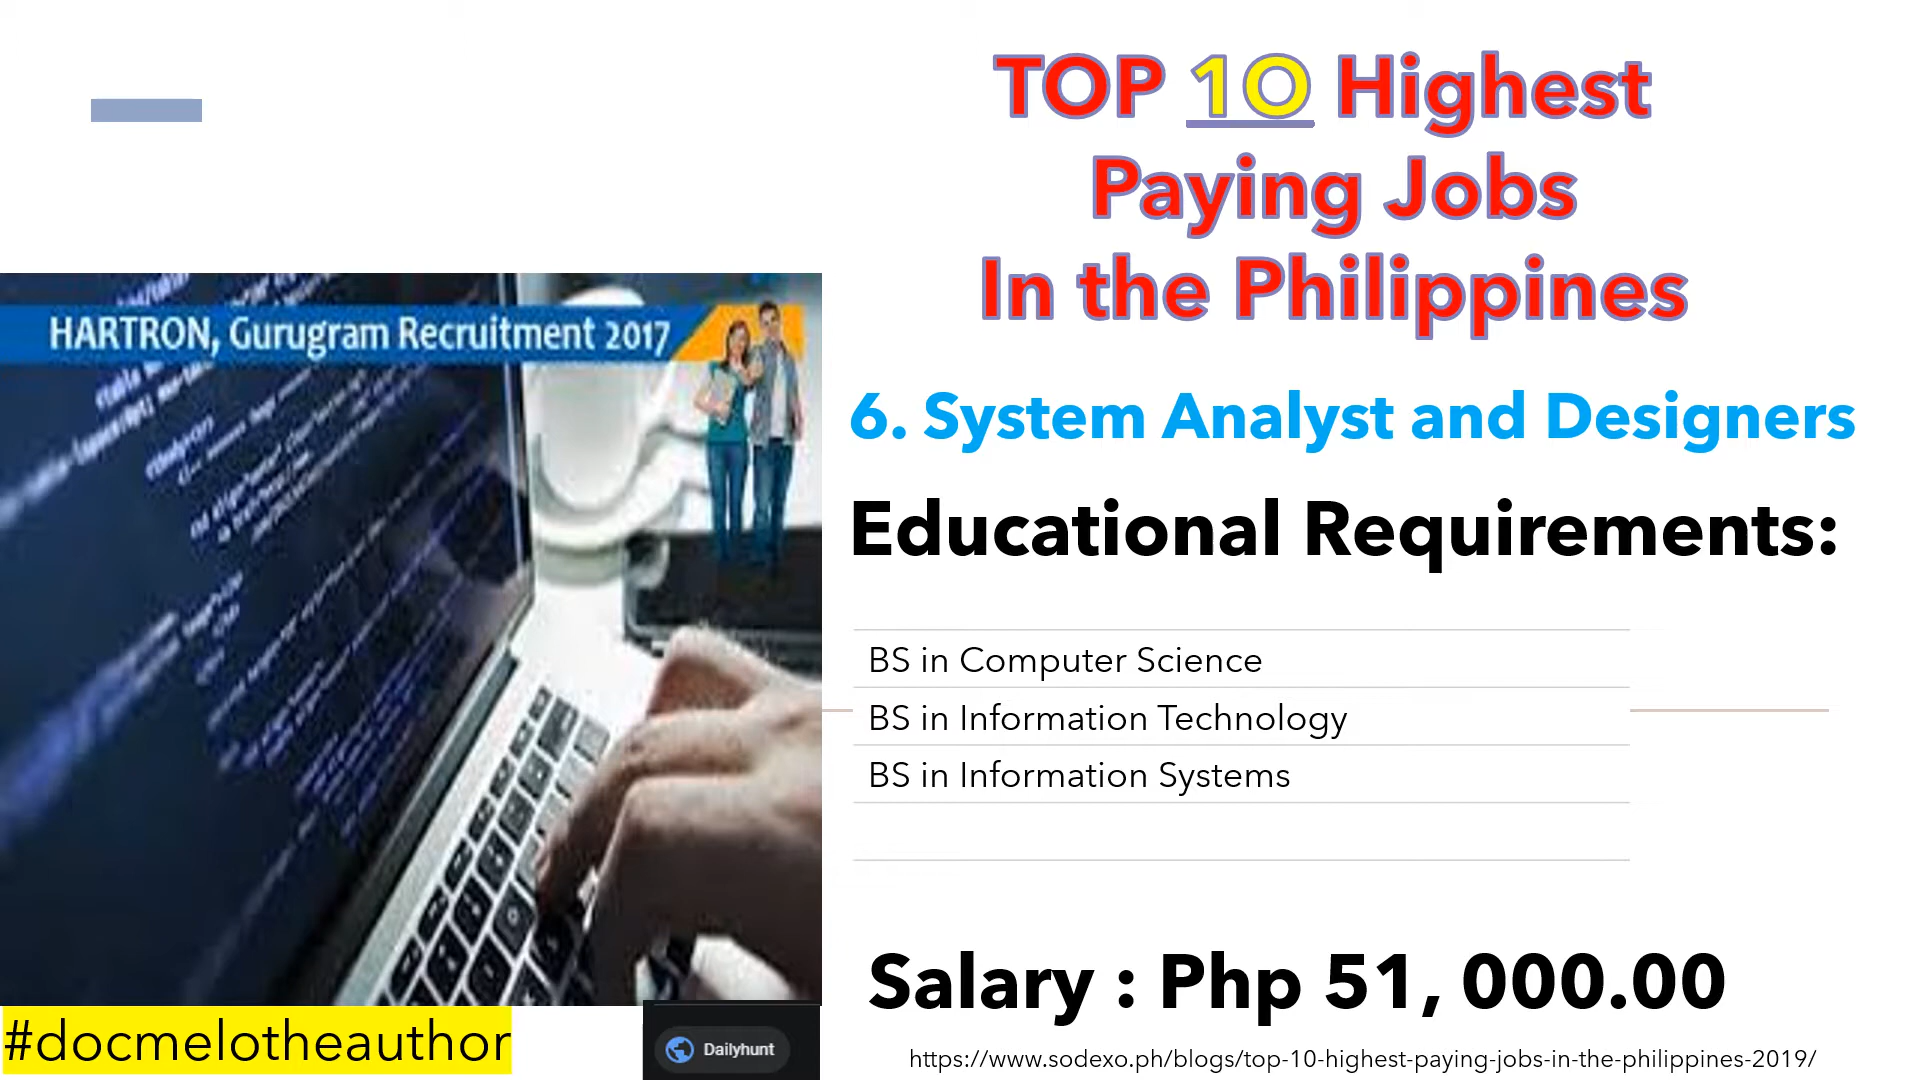 TOP 10 Highest
Paying Jobs
In the Philippines
HARTRON, Gurugram Recruitment 2017
6. System Analyst and Designers
Educational Requirements:
BS in Computer Science
BS in Information Technology
BS in Information Systems
Salary : Php 51, 000.00
#docmelotheauthor
Dailyhunt
https://www.sodexo.ph/blogs/top-10-highest-paying-jobs-in-the-philippines-2019/